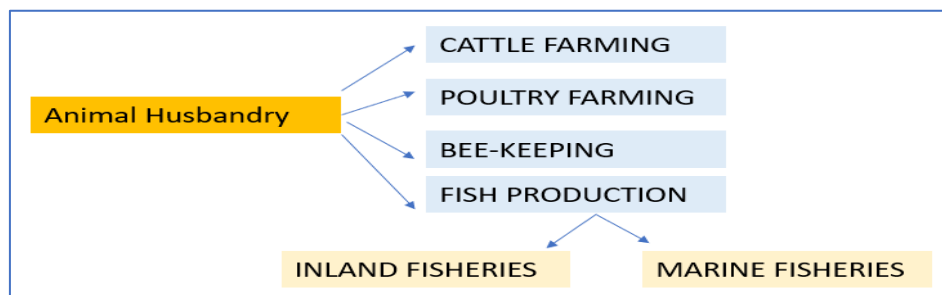 CATTLE FARMING
Animal Husbandry
POULTRY FARMING
BEE-KEEPING
FISH PRODUCTION
INLAND FISHERIES
MARINE FISHERIES